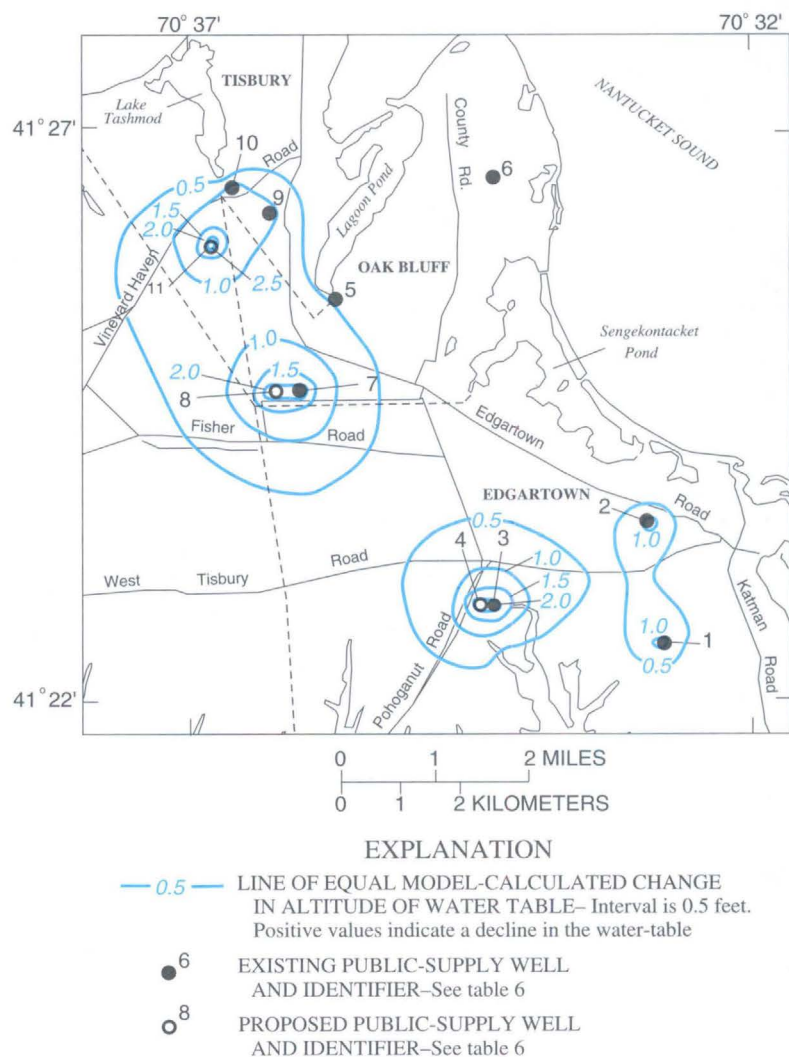 70° 37'
70° 32'
TISBURY
Lake
Tashmod
41° 27'
10
Road
0.5
1.5
9
2.0
11
1.0
2.5
Vineyard Haven
Lagoon Pond
OAK BLUFF
5
County
Rd.
6
NANTUCKET SOUND
Sengekontacket
Pond
1.0
2.0
1.5
8
7
Fisher
Road
Edgartown
Road
EDGARTOWN
2
1.0
0.5
4
3
1.0
1.5
2.0
West
Tisbury
Road
Pohoganut
Road
1.0
1
0.5
Katman
Road
41° 22'
0 1 2 MILES
0 1 2 KILOMETERS
EXPLANATION
0.5 LINE OF EQUAL MODEL-CALCULATED CHANGE
IN ALTITUDE OF WATER TABLE– Interval is 0.5 feet.
Positive values indicate a decline in the water-table
6 EXISTING PUBLIC-SUPPLY WELL
AND IDENTIFIER–See table 6
8 PROPOSED PUBLIC-SUPPLY WELL
AND IDENTIFIER–See table 6